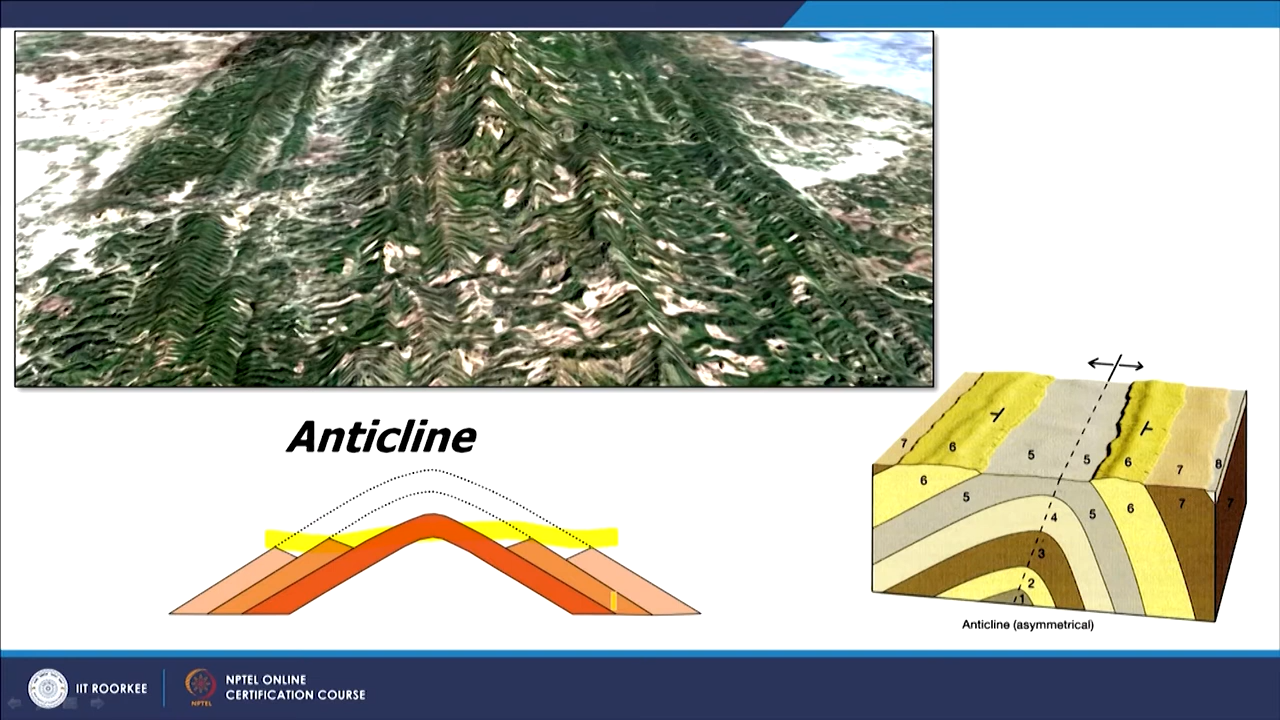 Anticline
7
6
5
5
6
7
8
6
5
4
5
6
7
7
3
2
1
Anticline (asymmetrical)
IIT ROORKEE
NPTEL
NPTEL ONLINE
CERTIFICATION COURSE